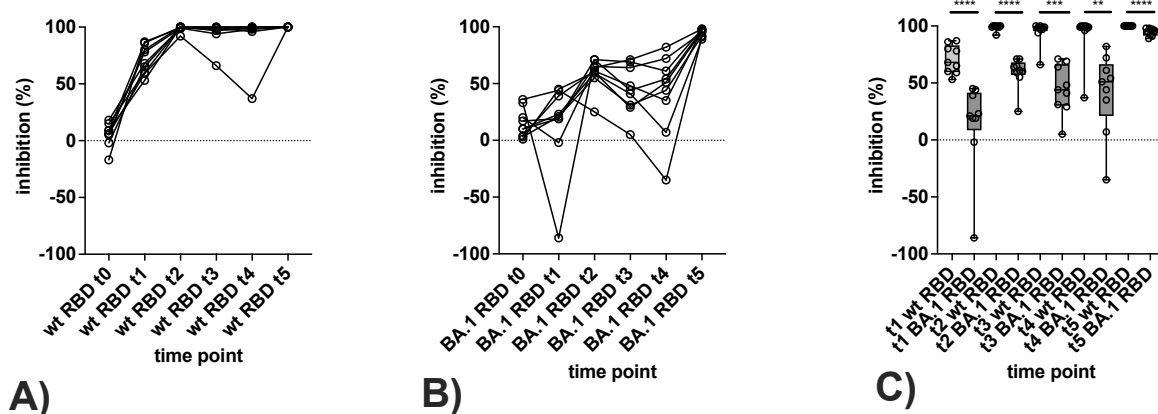 100
50
0
-50
-100
inhibition (%)
wt RBD t0
wt RBD t1
wt RBD t2
wt RBD t3
wt RBD t4
wt RBD t5
time point
A)
100
50
0
-50
-100
inhibition (%)
BA.1 RBD t0
BA.1 RBD t1
BA.1 RBD t2
BA.1 RBD t3
BA.1 RBD t4
BA.1 RBD t5
time point
B)
**** **** *** ** ****
100
50
0
-50
-100
inhibition (%)
t1 wt RBD
t1 BA.1 RBD
t2 wt RBD
t2 BA.1 RBD
t3 wt RBD
t3 BA.1 RBD
t4 wt RBD
t4 BA.1 RBD
t5 wt RBD
t5 BA.1 RBD
time point
C)